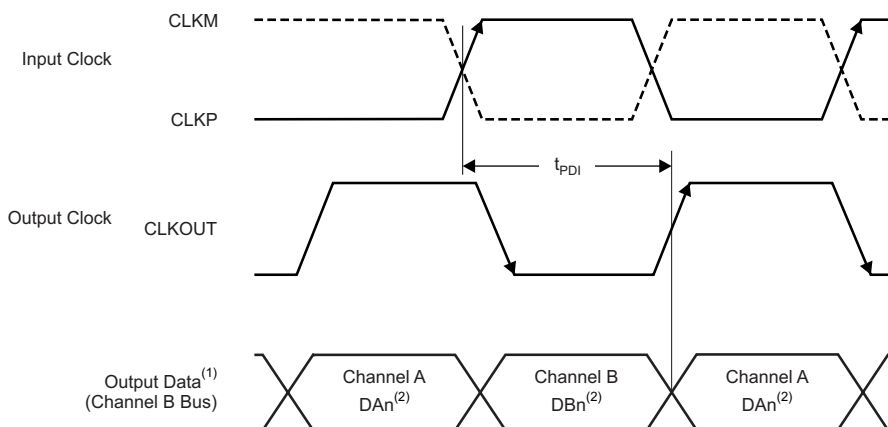 CLKM
Input Clock
CLKP
tPDI
Output Clock
CLKOUT
Output Data(1)
(Channel B Bus)
Channel A
DAn(2)
Channel B
DBn(2)
Channel A
DAn(2)